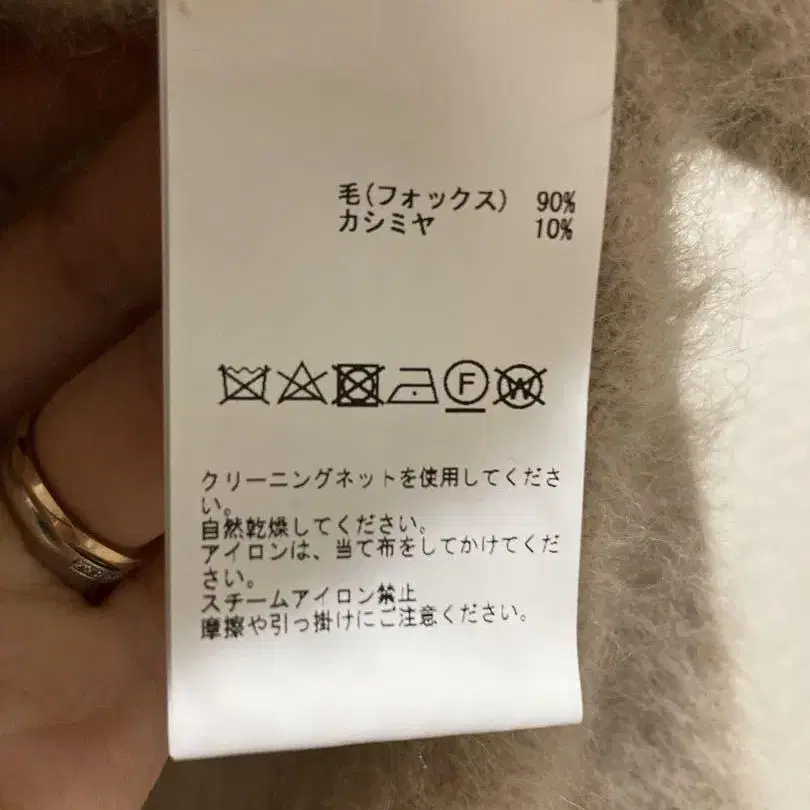 毛(フォックス) 90%
カシミヤ 10%
F W
クリーニングネットを使用してくださ
い。
自然乾燥してください。
アイロンは、当て布をしてかけてくだ
さい。
スチームアイロン禁止
摩擦や引っ掛けにご注意ください。